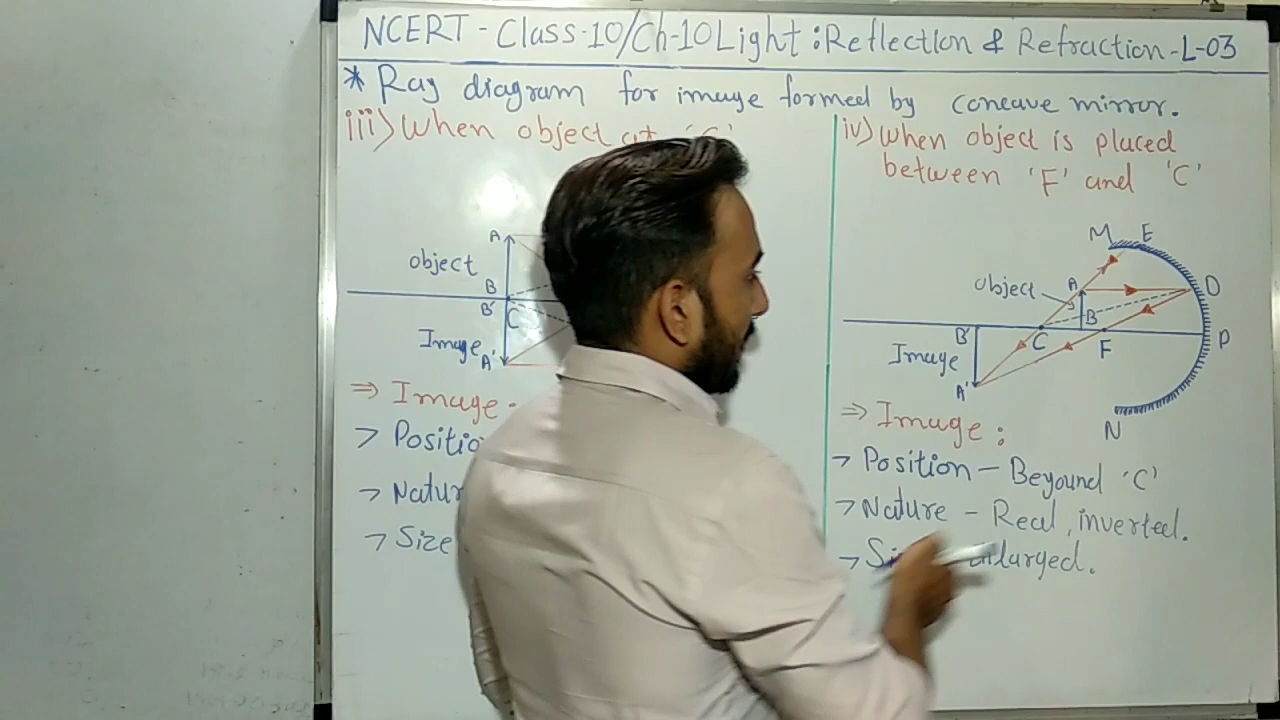 NCERT - Class-10/Ch-10 Light : Reflection & Refraction - L-03
* Ray diagram for image formed by concave mirror.
iii) When object at 'C'
A
object
B
B'
C
Image
A'
⇒ Image
> Positio
> Natur
> Size
iv) When object is placed
between 'F' and 'C'
M E
object A D
B
B' C F P
Image
A'
N
⇒ Image :
→ Position - Beyound 'C'
→ Nature - Real, inverted.
→ enlarged.